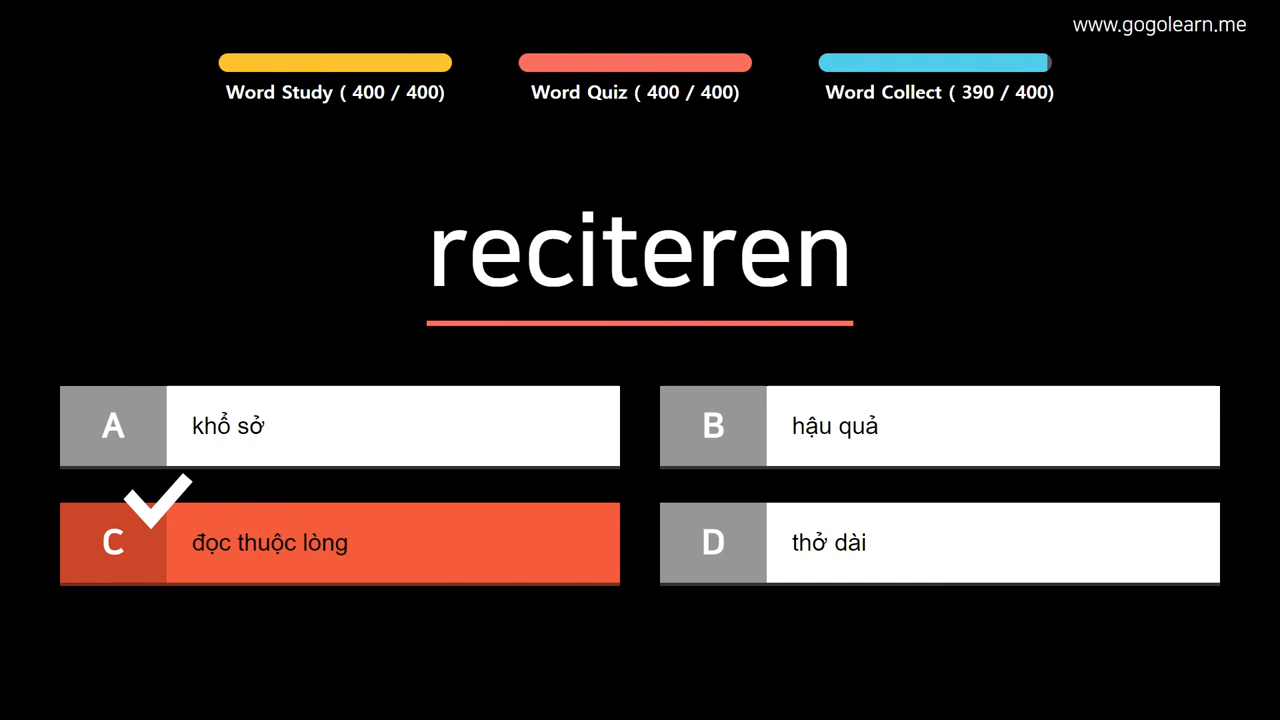 www.gogolearn.me
Word Study ( 400 / 400)
Word Quiz ( 400 / 400)
Word Collect ( 390 / 400)
reciteren
A
khổ sở
B
hậu quả
C
đọc thuộc lòng
D
thở dài